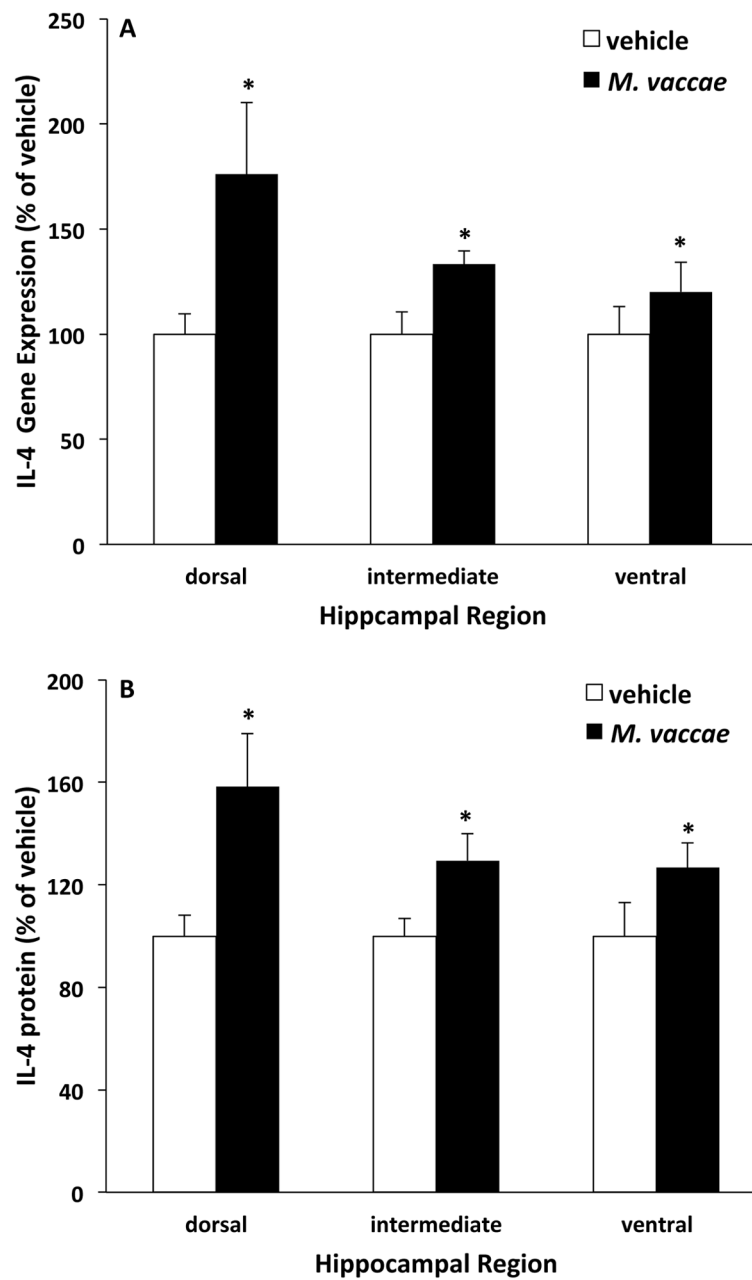 A
vehicle
M. vaccae
IL-4 Gene Expression (% of vehicle)
250
200
150
100
50
0
*
*
*
dorsal intermediate ventral
Hippcampal Region
B
vehicle
M. vaccae
IL-4 protein (% of vehicle)
200
160
120
80
40
0
*
*
*
dorsal intermediate ventral
Hippocampal Region